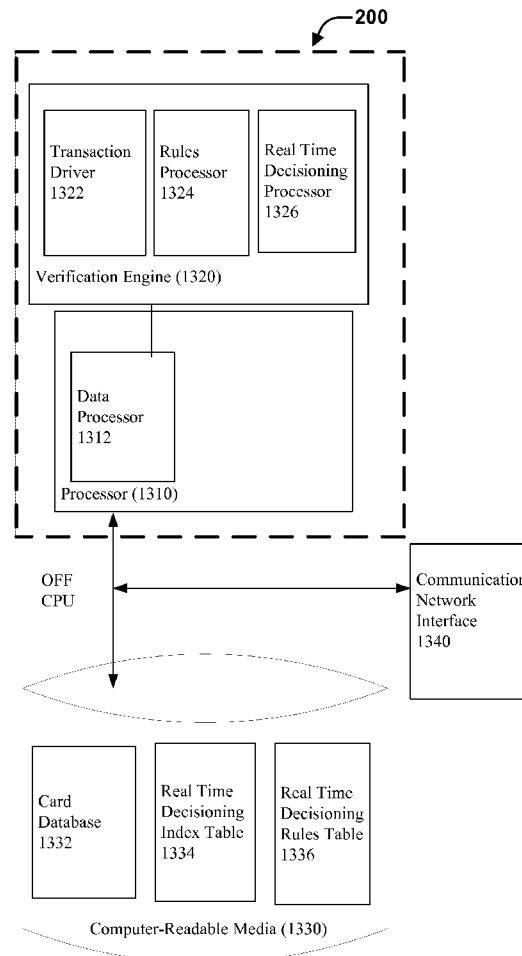 200
Transaction
Driver
1322
Rules
Processor
1324
Real Time
Decisioning
Processor
1326
Verification Engine (1320)
Data
Processor
1312
Processor (1310)
OFF
CPU
Communication
Network
Interface
1340
Card
Database
1332
Real Time
Decisioning
Index Table
1334
Real Time
Decisioning
Rules Table
1336
Computer-Readable Media (1330)